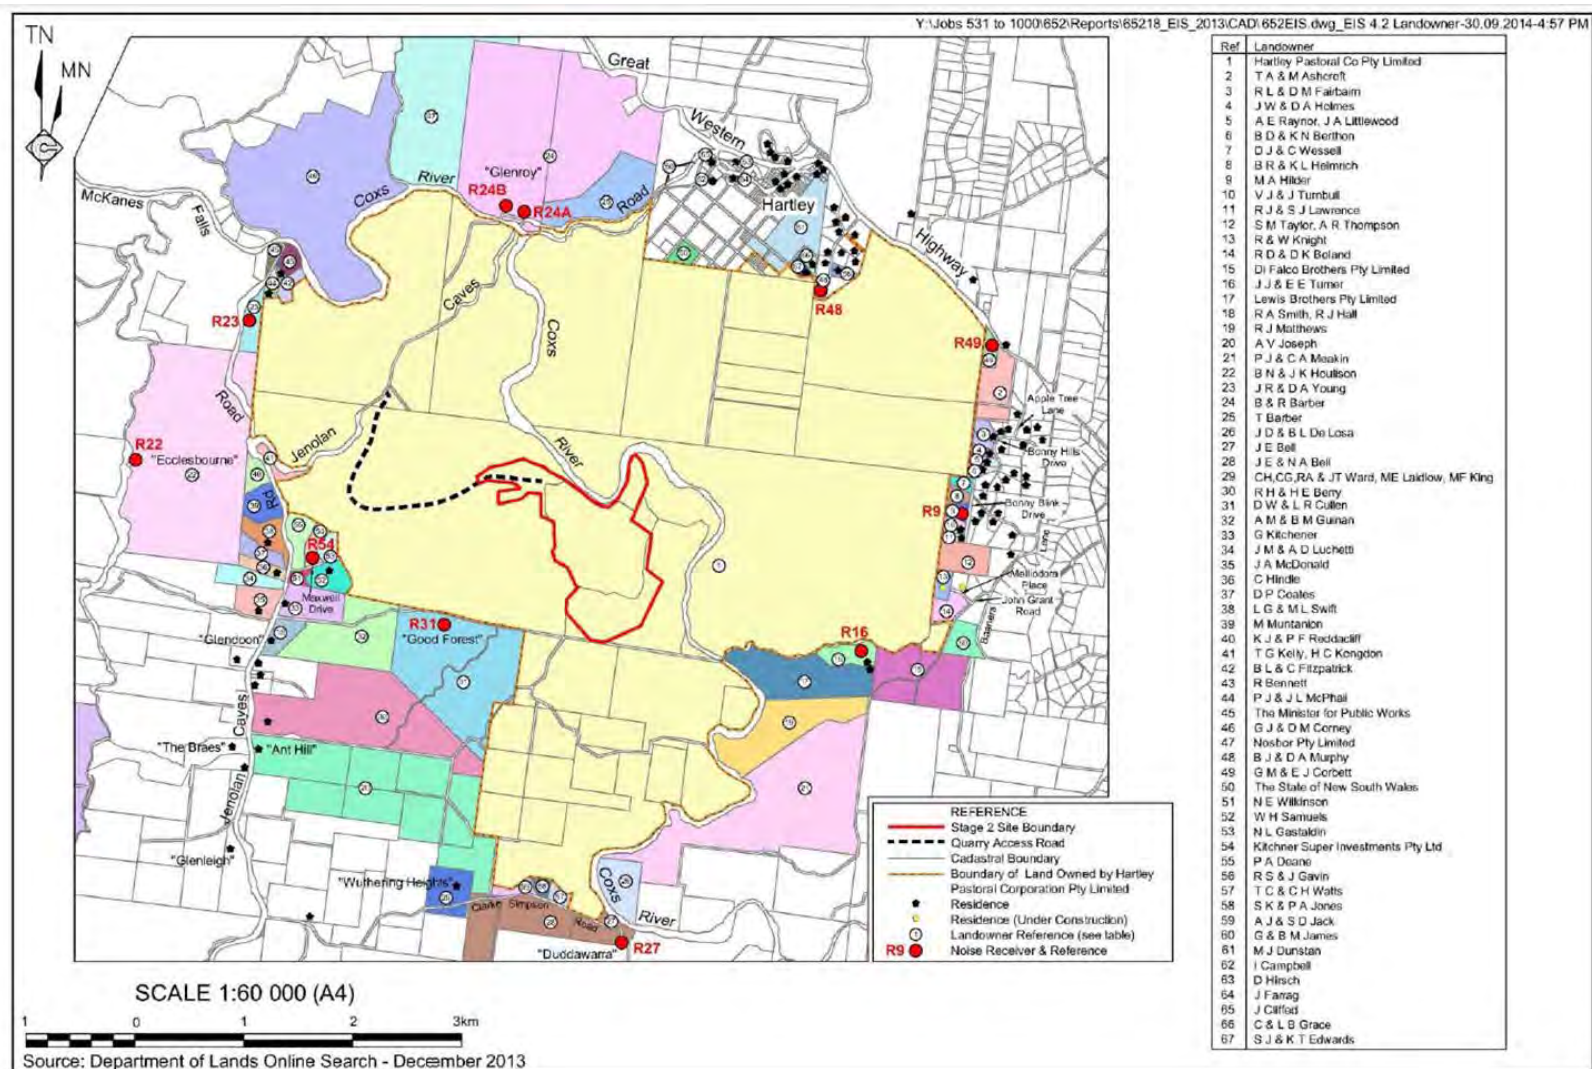 Y:\Jobs 531 to 1000\652\Reports\65218_EIS_2013\CAD\652EIS.dwg_EIS 4.2 Landowner-30.09.2014-4:57 PM
TN
MN
Great
Western
Highway
McKanes
Falls
Road
Coxs
River
"Glenroy"
R24B
R24A
Road
Hartley
R23
Caves
Coxs
River
R48
R49
Apple Tree
Lane
Bonny Hills
Drive
R22
"Ecclesbourne"
Jenolan
Rd
R9
Bonny Blink
Drive
Lane
R54
Maxwell
Drive
Melliodora
Place
John Grant
Road
"Glendoon"
R31
"Good Forest"
R16
Caves
"The Braes"
"Ant Hill"
Jenolan
"Glenleigh"
"Wuthering Heights"
Simpson
Road
Coxs
River
"Duddawarra"
R27
REFERENCE
Stage 2 Site Boundary
Quarry Access Road
Cadastral Boundary
Boundary of Land Owned by Hartley
Pastoral Corporation Pty Limited
Residence
Residence (Under Construction)
1 Landowner Reference (see table)
R9 Noise Receiver & Reference
SCALE 1:60 000 (A4)
1 0 1 2 3km
Source: Department of Lands Online Search - December 2013
Ref Landowner
1 Hartley Pastoral Co Pty Limited
2 T A & M Ashcroft
3 R L & D M Fairbairn
4 J W & D A Holmes
5 A E Raynor, J A Littlewood
6 B D & K N Berthon
7 D J & C Wessell
8 B R & K L Helmrich
9 M A Hilder
10 V J & J Turnbull
11 R J & S J Lawrence
12 S M Taylor, A R Thompson
13 R & W Knight
14 R D & D K Boland
15 Di Falco Brothers Pty Limited
16 J J & E E Turner
17 Lewis Brothers Pty Limited
18 R A Smith, R J Hall
19 R J Matthews
20 A V Joseph
21 P J & C A Meakin
22 B N & J K Houlison
23 J R & D A Young
24 B & R Barber
25 T Barber
26 J D & B L De Losa
27 J E Bell
28 J E & N A Bell
29 CH,CG,RA & JT Ward, ME Laidlow, MF King
30 R H & H E Berry
31 D W & L R Cullen
32 A M & B M Guinan
33 G Kitchener
34 J M & A D Luchetti
35 J A McDonald
36 C Hindle
37 D P Coates
38 L G & M L Swift
39 M Muntanion
40 K J & P F Reddacliff
41 T G Kelly, H C Kongdon
42 B L & C Fitzpatrick
43 R Bennett
44 P J & J L McPhail
45 The Minister for Public Works
46 G J & D M Corney
47 Nosbor Pty Limited
48 B J & D A Murphy
49 G M & E J Corbett
50 The State of New South Wales
51 N E Wilkinson
52 W H Samuels
53 N L Gastaldin
54 Kitchner Super Investments Pty Ltd
55 P A Deane
56 R S & J Gavin
57 T C & C H Watts
58 S K & P A Jones
59 A J & S D Jack
60 G & B M James
61 M J Dunstan
62 I Campbell
63 D Hirsch
64 J Farrag
65 J Cliffed
66 C & L B Grace
67 S J & K T Edwards